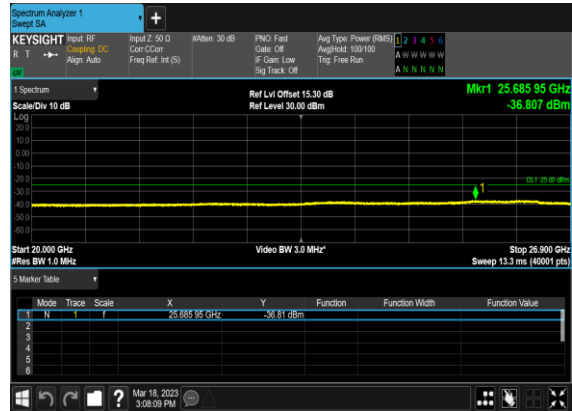 Spectrum Analyzer 1
Swept SA
+
KEYSIGHT Input: RF Input Z: 50 Ω #Atten: 30 dB PNO: Fast Avg Type: Power (RMS) 1 2 3 4 5 6
R T Coupling: DC Corr CCorr Gate: Off Avg|Hold: 100/100 A W W W W W
Align: Auto Freq Ref: Int (S) IF Gain: Low Trig: Free Run A N N N N N
LW Sig Track: Off
1 Spectrum Ref Lvl Offset 15.30 dB Mkr1 25.685 95 GHz
Scale/Div 10 dB Ref Level 30.00 dBm -36.807 dBm
Log
20.0
10.0
0.00
-10.0
-20.0 DL1 -25.00 dBm
-30.0 1
-40.0
-50.0
-60.0
Start 20.000 GHz Video BW 3.0 MHz* Stop 26.900 GHz
#Res BW 1.0 MHz Sweep 13.3 ms (40001 pts)
5 Marker Table
Mode Trace Scale X Y Function Function Width Function Value
1 N 1 f 25.685 95 GHz -36.81 dBm
2
3
4
5
6
? Mar 18, 2023
3:08:09 PM